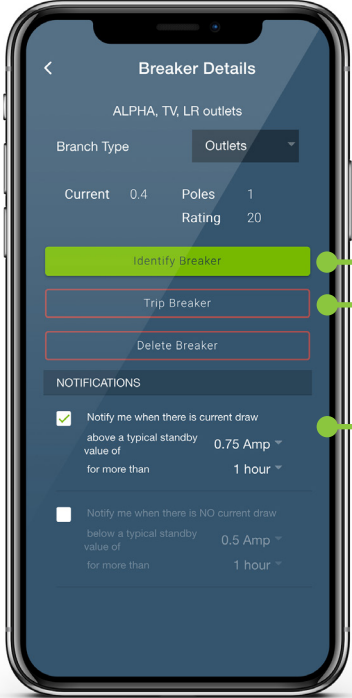 Breaker Details
ALPHA, TV, LR outlets
Branch Type Outlets
Current 0.4 Poles 1
Rating 20
Identify Breaker
Trip Breaker
Delete Breaker
NOTIFICATIONS
Notify me when there is current draw
above a typical standby
value of 0.75 Amp
for more than 1 hour
Notify me when there is NO current draw
below a typical standby
value of 0.5 Amp
for more than 1 hour